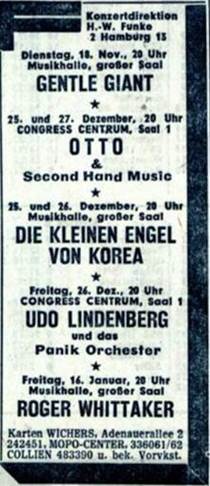 Konzertdirektion
H.-W. Funke
2 Hamburg 13
Dienstag, 18. Nov., 20 Uhr
Musikhalle, großer Saal
GENTLE GIANT
★
25. und 27. Dezember, 20 Uhr
CONGRESS CENTRUM, Saal 1
OTTO
&
Second Hand Music
★
25. und 26. Dezember, 20 Uhr
Musikhalle, großer Saal
DIE KLEINEN ENGEL
VON KOREA
★
Freitag, 26. Dez., 20 Uhr
CONGRESS CENTRUM, Saal 1
UDO LINDENBERG
und das
Panik Orchester
★
Freitag, 16. Januar, 20 Uhr
Musikhalle, großer Saal
ROGER WHITTAKER
Karten WICHERS, Adenauerallee 2
242451, MOPO-CENTER, 336061/62
COLLIEN 483390 u. bek. Vorvkst.